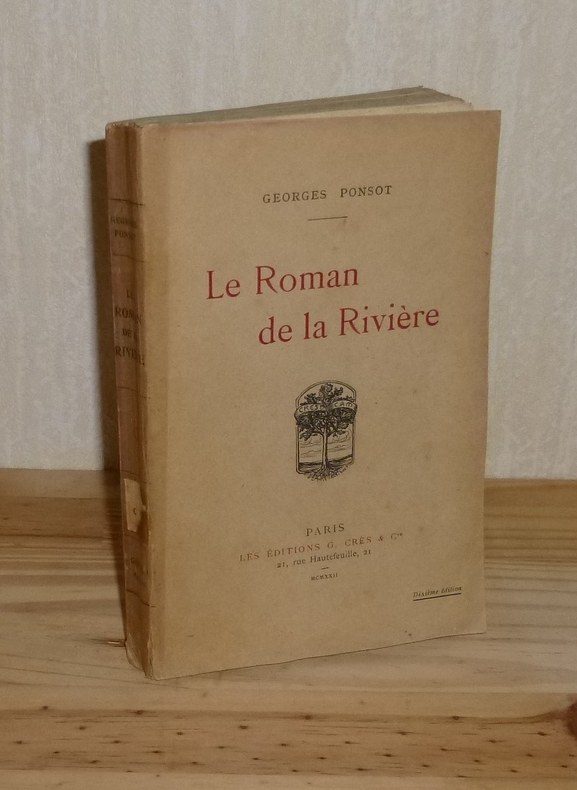 GEORGES PONSOT
Le Roman
de la Rivière
PARIS
LES ÉDITIONS G. CRÈS & Cie
21, rue Hautefeuille, 21
MCMXXII
Dixième édition